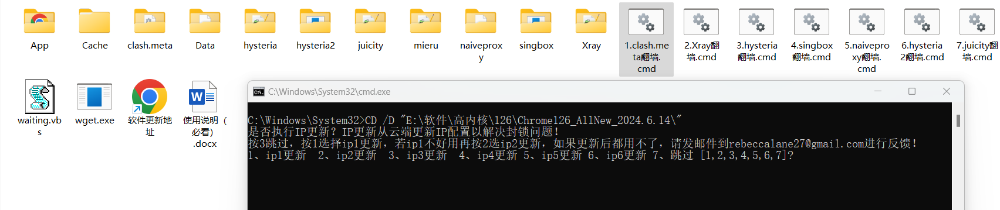 App
Cache
clash.meta
Data
hysteria
hysteria2
juicity
mieru
naiveprox
y
singbox
Xray
1.clash.me
ta翻墙.
cmd
2.Xray翻
墙.cmd
3.hysteria
翻墙.cmd
4.singbox
翻墙.cmd
5.naivepro
xy翻墙.
cmd
6.hysteria
2翻墙.cmd
7.juicity翻
墙.cmd
waiting.vb
s
wget.exe
软件更新地
址
使用说明（
必看）
.docx
C:\Windows\System32\cmd.exe
C:\Windows\System32>CD /D "E:\软件\高内核\126\Chrome126_AllNew_2024.6.14\"
是否执行IP更新？IP更新从云端更新IP配置以解决封锁问题！
按3跳过，按1选择ip1更新，若ip1不好用再按2选ip2更新，如果更新后都用不了，请发邮件到rebeccalane27@gmail.com进行反馈！
1、ip1更新  2、ip2更新  3、ip3更新  4、ip4更新 5、ip5更新 6、ip6更新 7、跳过 [1,2,3,4,5,6,7]?